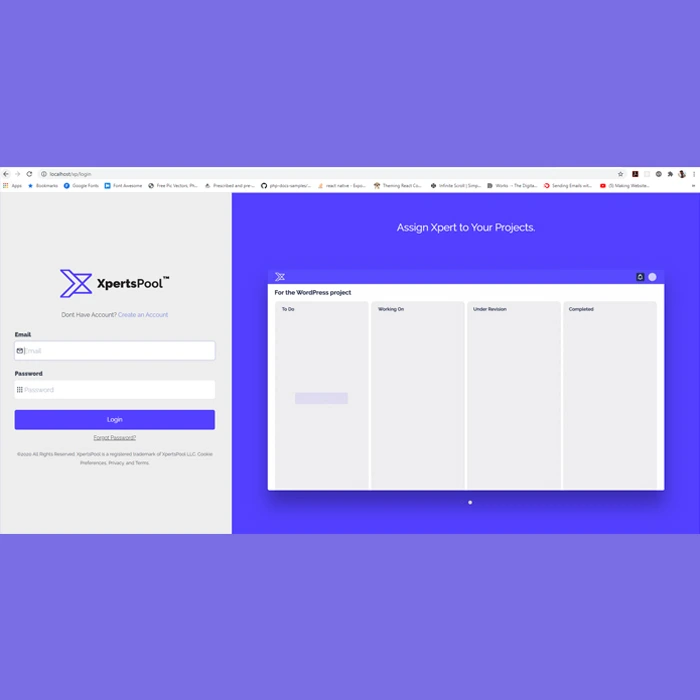 localhost/xp/login
Apps Bookmarks Google Fonts Font Awesome Free Pic Vectors, Ph... Prescribed and pre-... php-docs-samples/... react native - Expo... Theming React Co... Infinite Scroll | Simp... Works — The Digita... Sending Emails wi... JS Making Website...
Assign Xpert to Your Projects.
XpertsPool™
Dont Have Account? Create an Account
Email
Email
Password
Password
Login
Forgot Password?
All Rights Reserved. XpertsPool is a registered trademark of XpertsPool LLC. Cookie
Preferences, Privacy, and Terms.
For the WordPress project
To Do
Working On
Under Revision
Completed